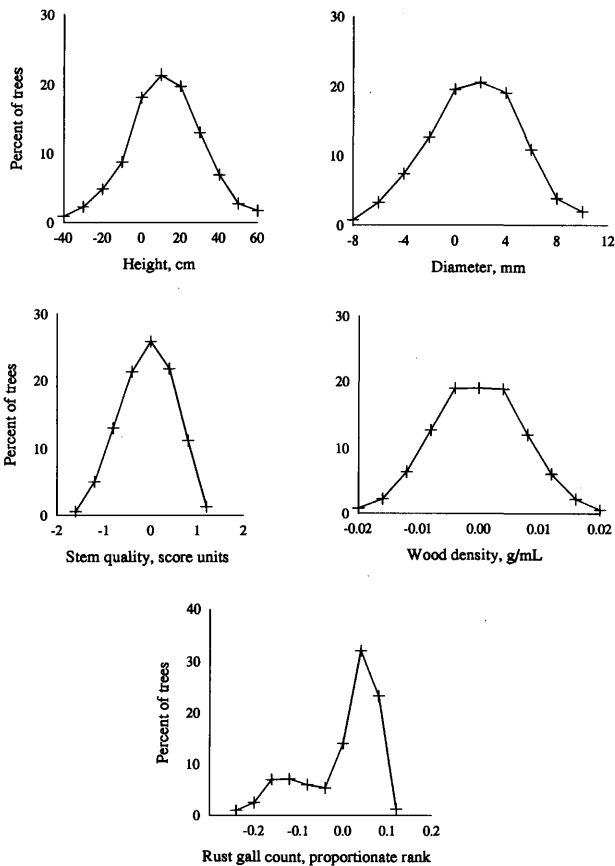 30
20
10
0
Percent of trees
-40 -20 0 20 40 60
Height, cm
30
20
10
0
-8 -4 0 4 8 12
Diameter, mm
30
20
10
0
Percent of trees
-2 -1 0 1 2
Stem quality, score units
30
20
10
0
-0.02 -0.01 0.00 0.01 0.02
Wood density, g/mL
40
30
20
10
0
Percent of trees
-0.2 -0.1 0.0 0.1 0.2
Rust gall count, proportionate rank